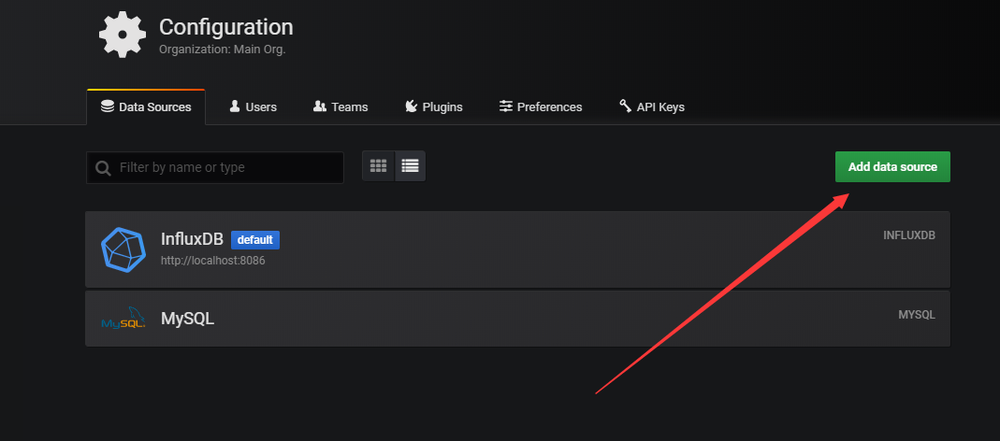 Configuration
Organization: Main Org.
Data Sources
Users
Teams
Plugins
Preferences
API Keys
Filter by name or type
Add data source
InfluxDB default
INFLUXDB
http://localhost:8086
MySQL.
MySQL
MYSQL